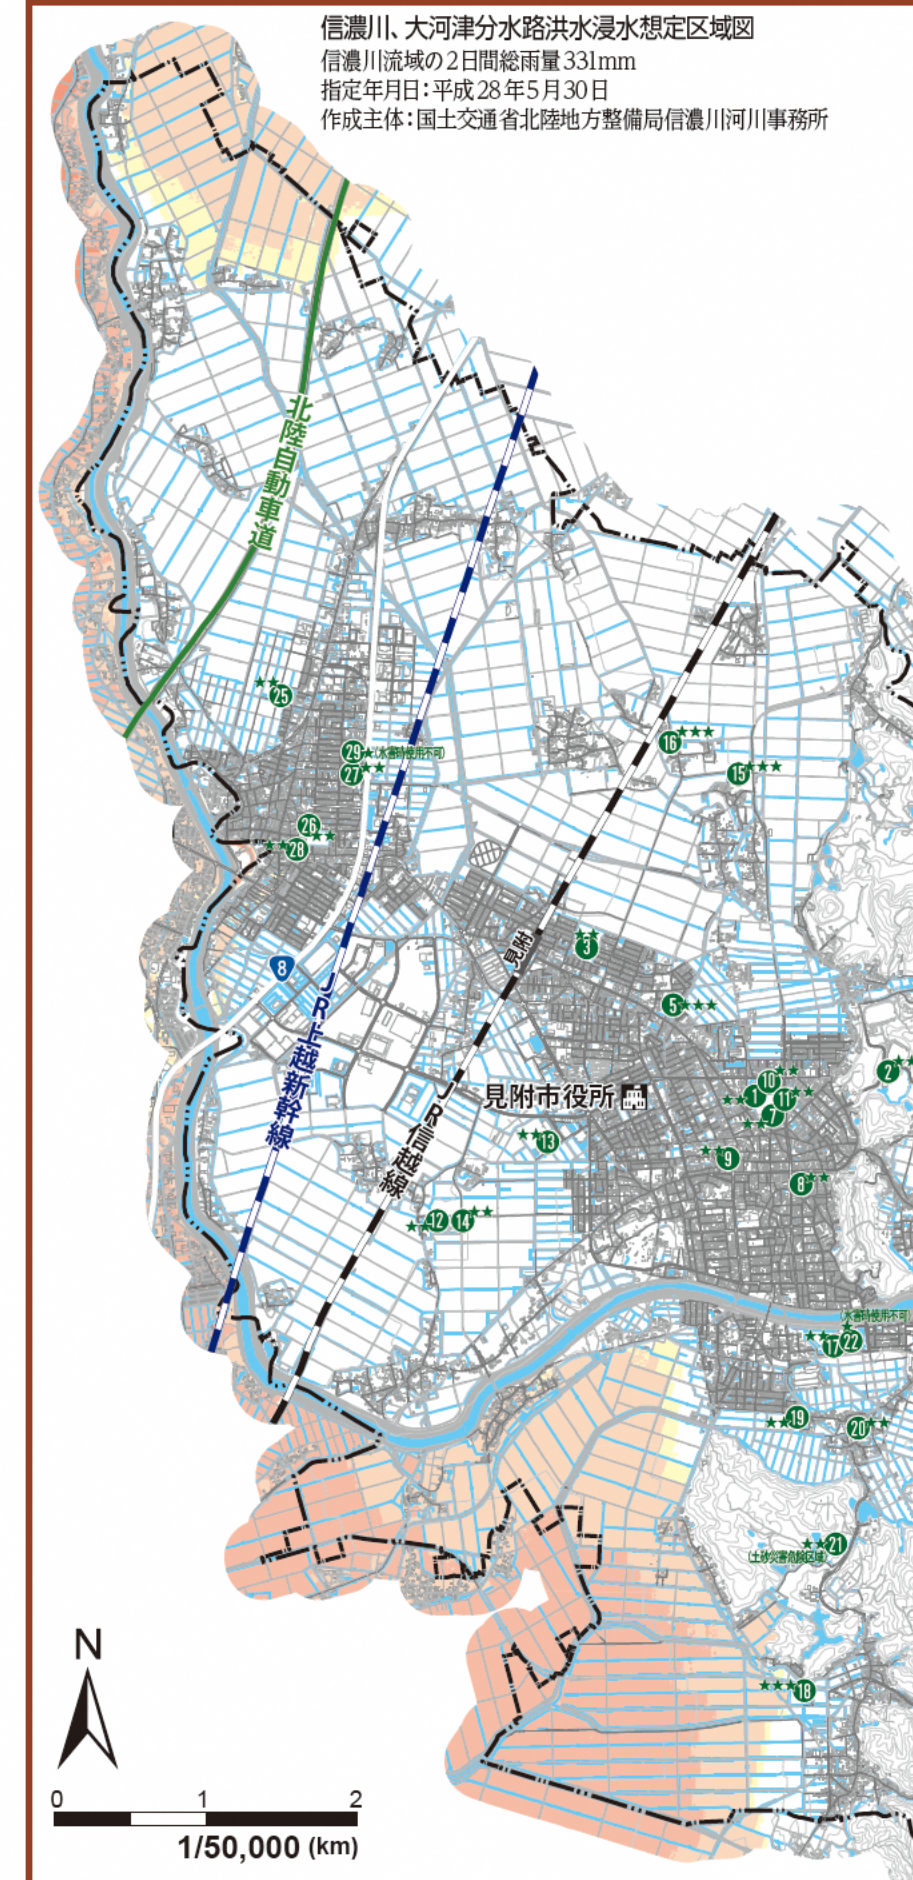 信濃川、大河津分水路洪水浸水想定区域図
信濃川流域の2日間総雨量331mm
指定年月日：平成28年5月30日
作成主体：国土交通省北陸地方整備局信濃川河川事務所
北陸自動車道
★★25
29★(水害時使用不可)
27★★
16★★★
15★★★
26★★
★★28
★★
3
見附
8
5★★★
JR上越新幹線
2★★
10★★
★★1
11★★
★★7
見附市役所
JR信越線
★★13
★★9
8★★
★★12
14★★
(水害時使用不可)
★
★★17
22
★★19
20★★
★★21
(土砂災害危険区域)
★★★18
N
0 1 2
1/50,000 (km)